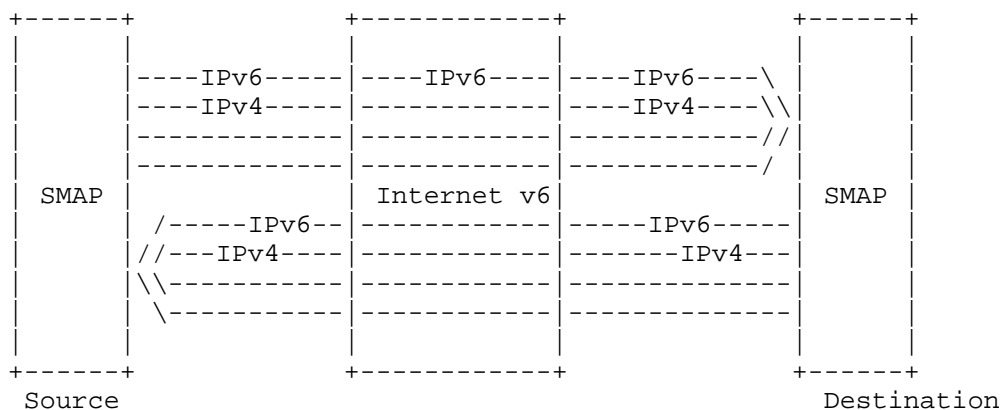 +------+ +------------+ +------+
| | | | | |
| |----IPv6-----|----IPv6----|----IPv6----\ |
| |----IPv4-----|------------|----IPv4----\\ |
| |-------------|------------|------------//|
| |-------------|------------|------------/ |
| SMAP | | Internet v6| | SMAP |
| | /-----IPv6--|------------|-----IPv6-----| |
| |//---IPv4----|------------|-------IPv4---| |
| |\\-----------|------------|--------------| |
| | \-----------|------------|--------------| |
| | | | | |
+------+ +------------+ +------+
Source Destination